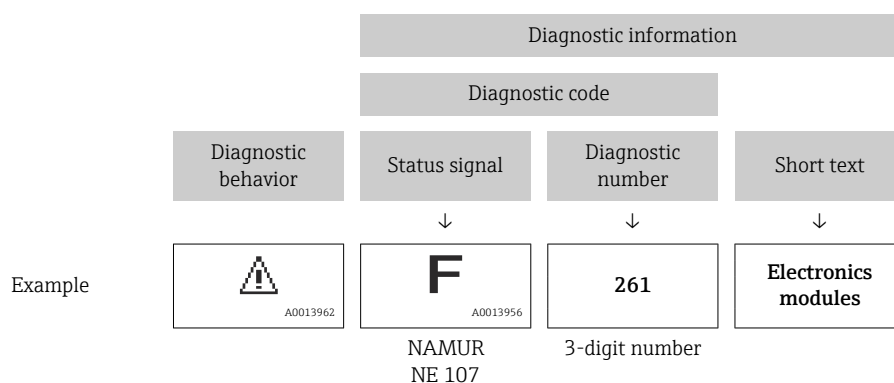 Diagnostic information
Diagnostic code
Diagnostic
behavior
Status signal
Diagnostic
number
Short text
↓ ↓ ↓
Example
A0013962
F
A0013956
261
Electronics
modules
NAMUR
NE 107
3-digit number